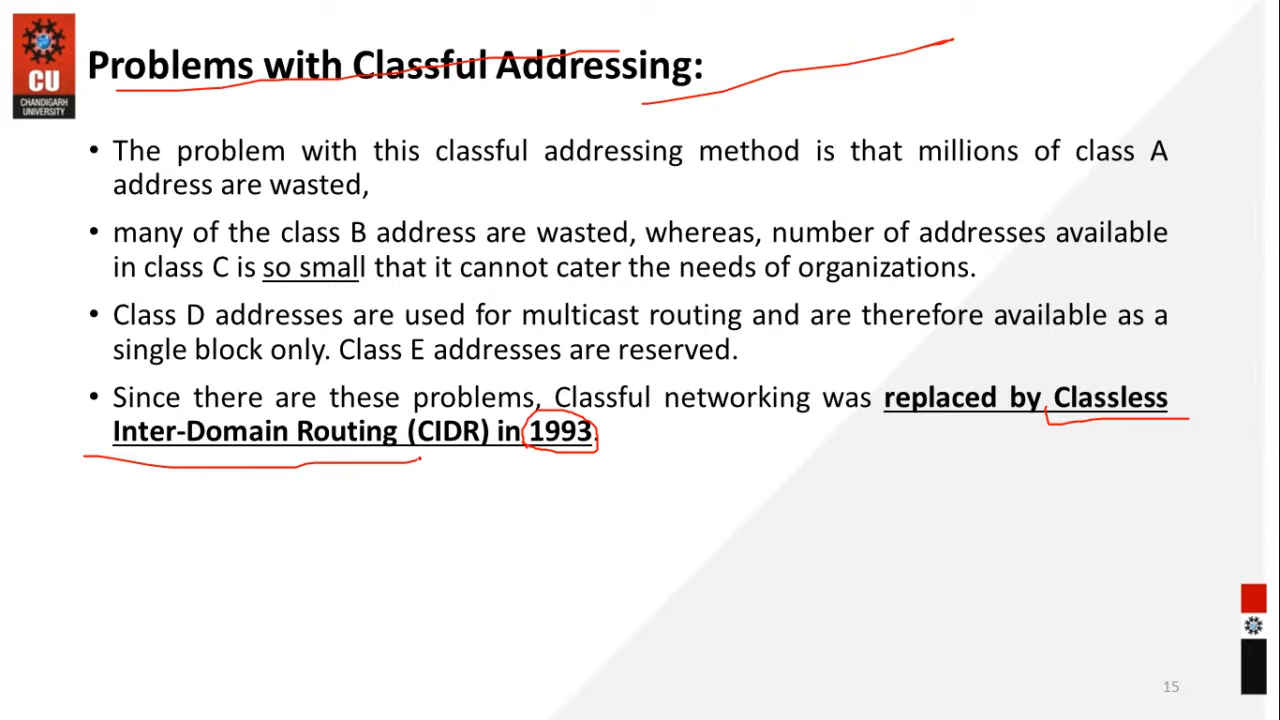 CU
CHANDIGARH
UNIVERSITY
Problems with Classful Addressing:
• The problem with this classful addressing method is that millions of class A
address are wasted,
• many of the class B address are wasted, whereas, number of addresses available
in class C is so small that it cannot cater the needs of organizations.
• Class D addresses are used for multicast routing and are therefore available as a
single block only. Class E addresses are reserved.
• Since there are these problems, Classful networking was replaced by Classless
Inter-Domain Routing (CIDR) in 1993.
15